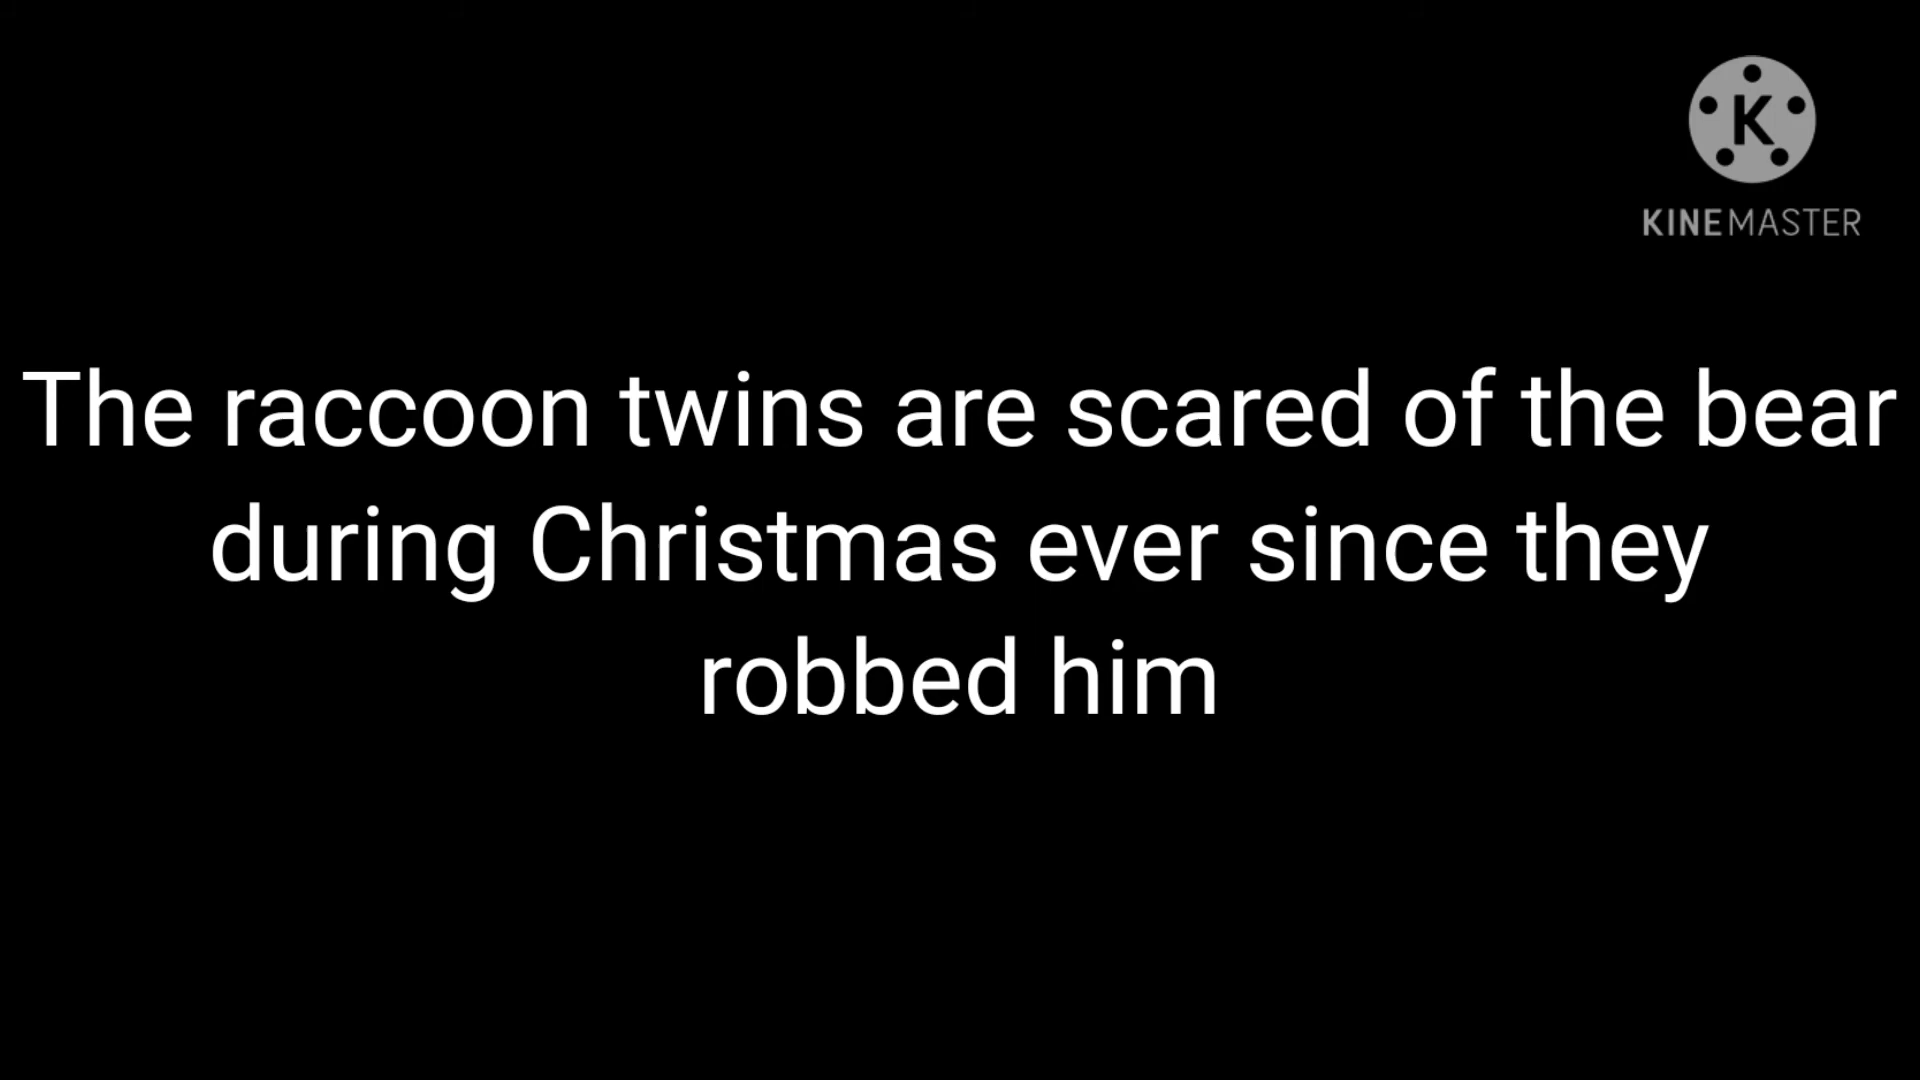 K
KINEMASTER
The raccoon twins are scared of the bear
during Christmas ever since they
robbed him